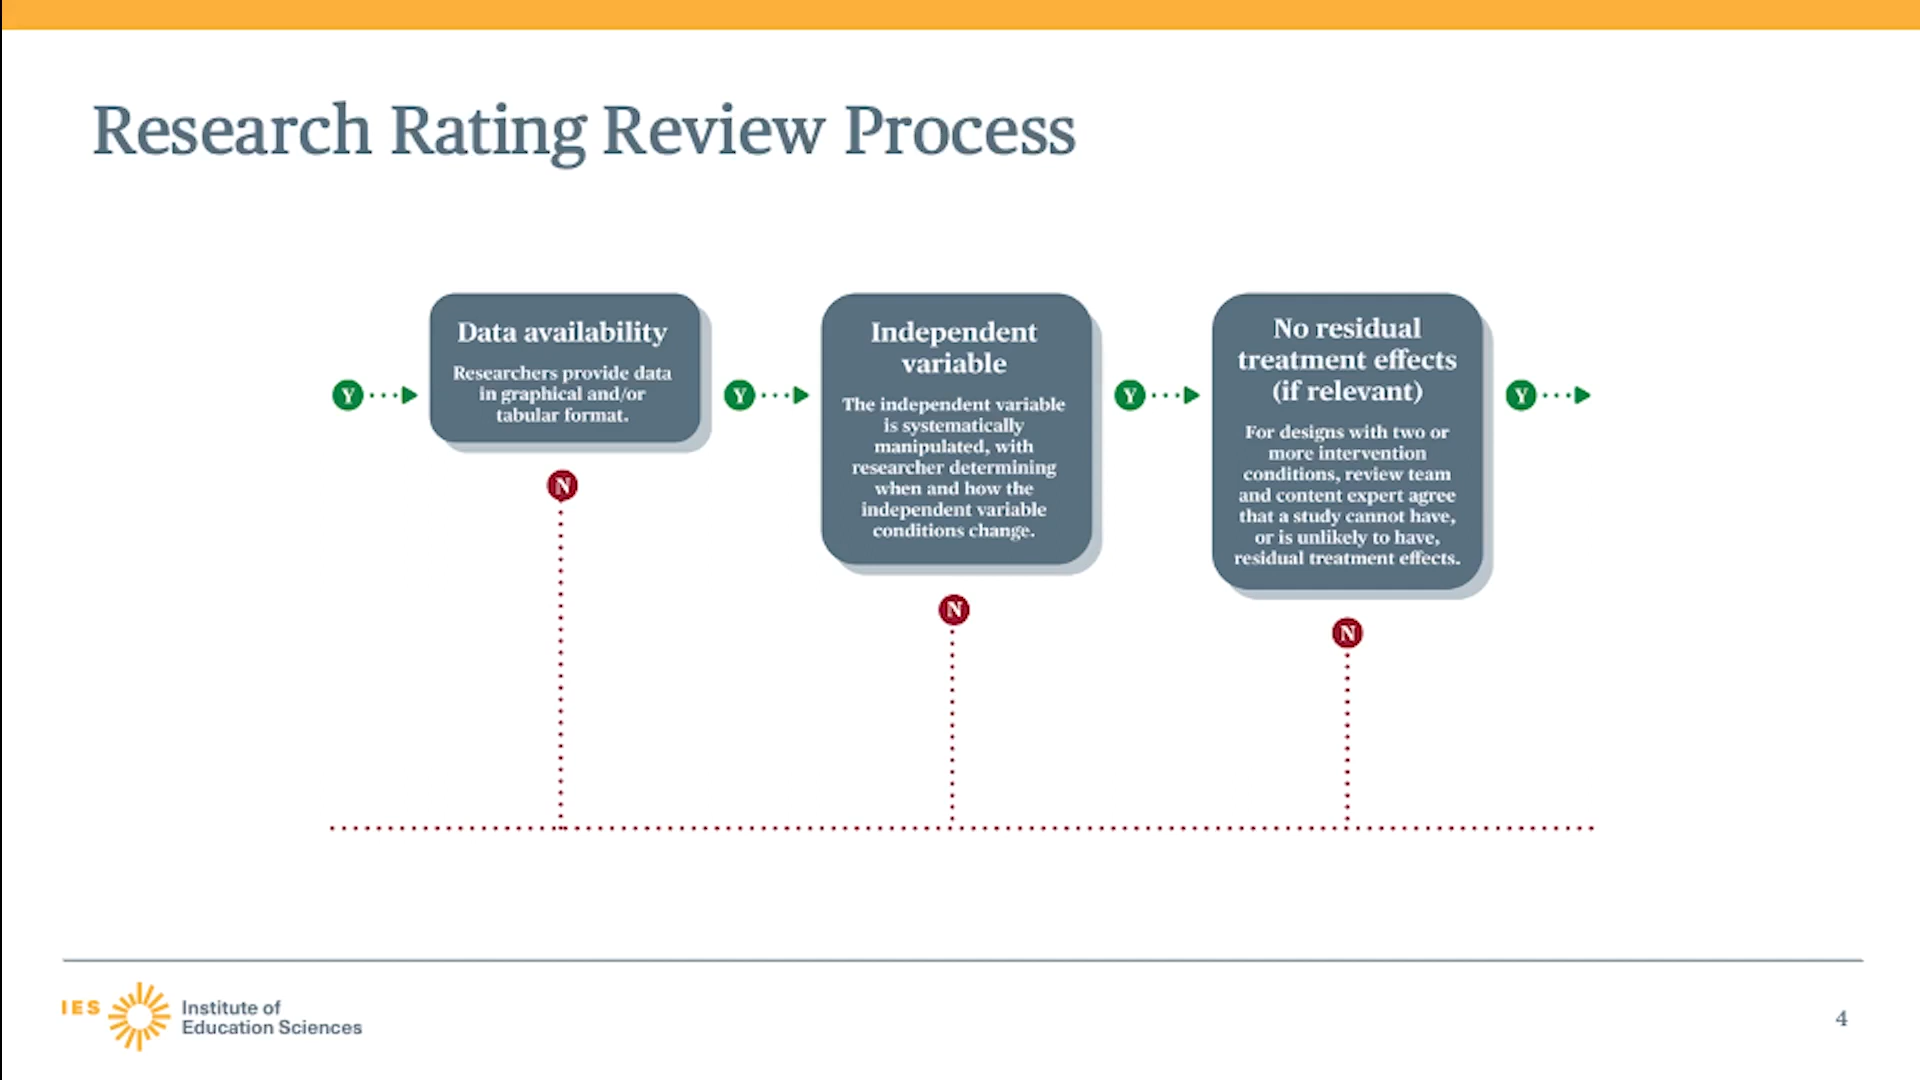 Research Rating Review Process
Y
Data availability
Researchers provide data
in graphical and/or
tabular format.
N
Y
Independent
variable
The independent variable
is systematically
manipulated, with
researcher determining
when and how the
independent variable
conditions change.
N
Y
No residual
treatment effects
(if relevant)
For designs with two or
more intervention
conditions, review team
and content expert agree
that a study cannot have,
or is unlikely to have,
residual treatment effects.
N
Y
IES
Institute of
Education Sciences
4